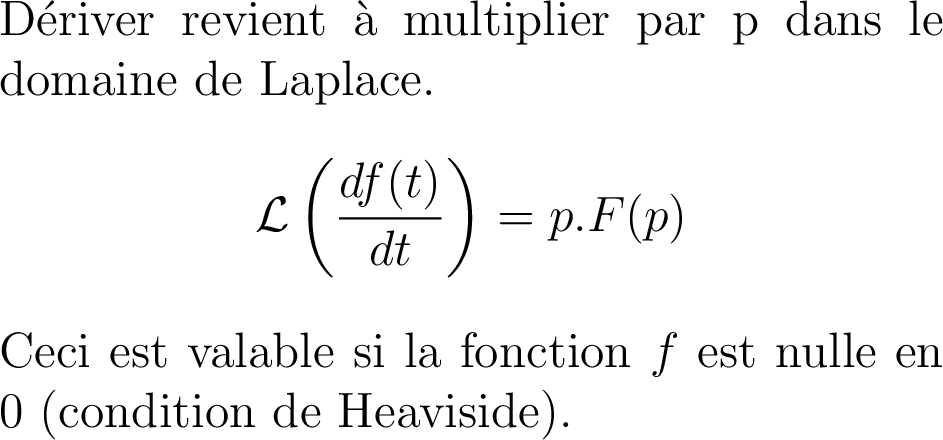 Dériver revient à multiplier par p dans le
domaine de Laplace.
𝓛(df(t)/dt) = p.F(p)
Ceci est valable si la fonction f est nulle en
0 (condition de Heaviside).